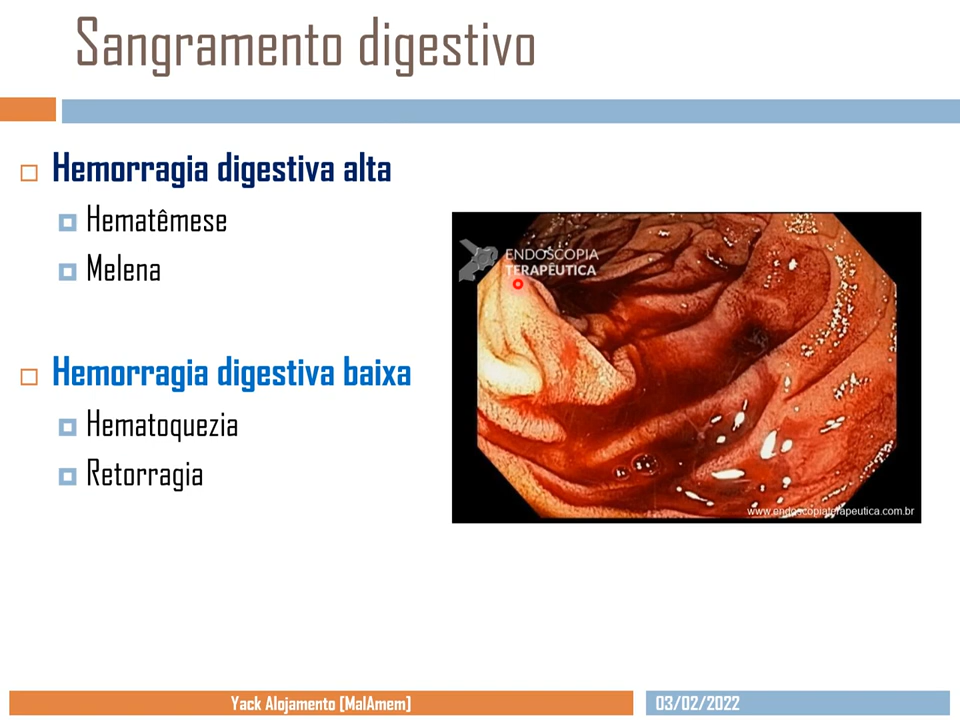 Sangramento digestivo
Hemorragia digestiva alta
Hematêmese
Melena
Hemorragia digestiva baixa
Hematoquezia
Retorragia
ENDOSCOPIA
TERAPÊUTICA
www.endoscopiaterapeutica.com.br
Yack Alojamento [MalAmem]
03/02/2022